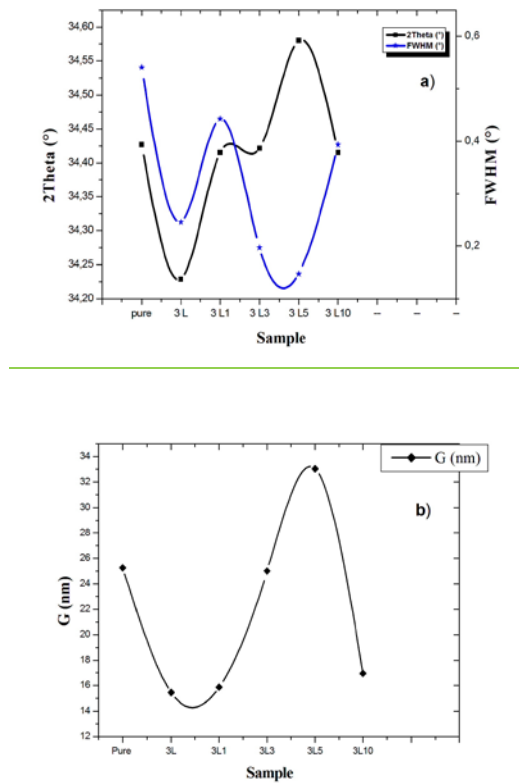 34,60
34,55
34,50
34,45
34,40
34,35
34,30
34,25
34,20
2Theta (°)
2Theta (°)
FWHM (°)
a)
0,6
0,4
0,2
FWHM (°)
pure 3 L 3 L1 3 L3 3 L5 3 L10 -- -- --
Sample
34
32
30
28
26
24
22
20
18
16
14
12
G (nm)
G (nm)
b)
Pure 3L 3L1 3L3 3L5 3L10
Sample